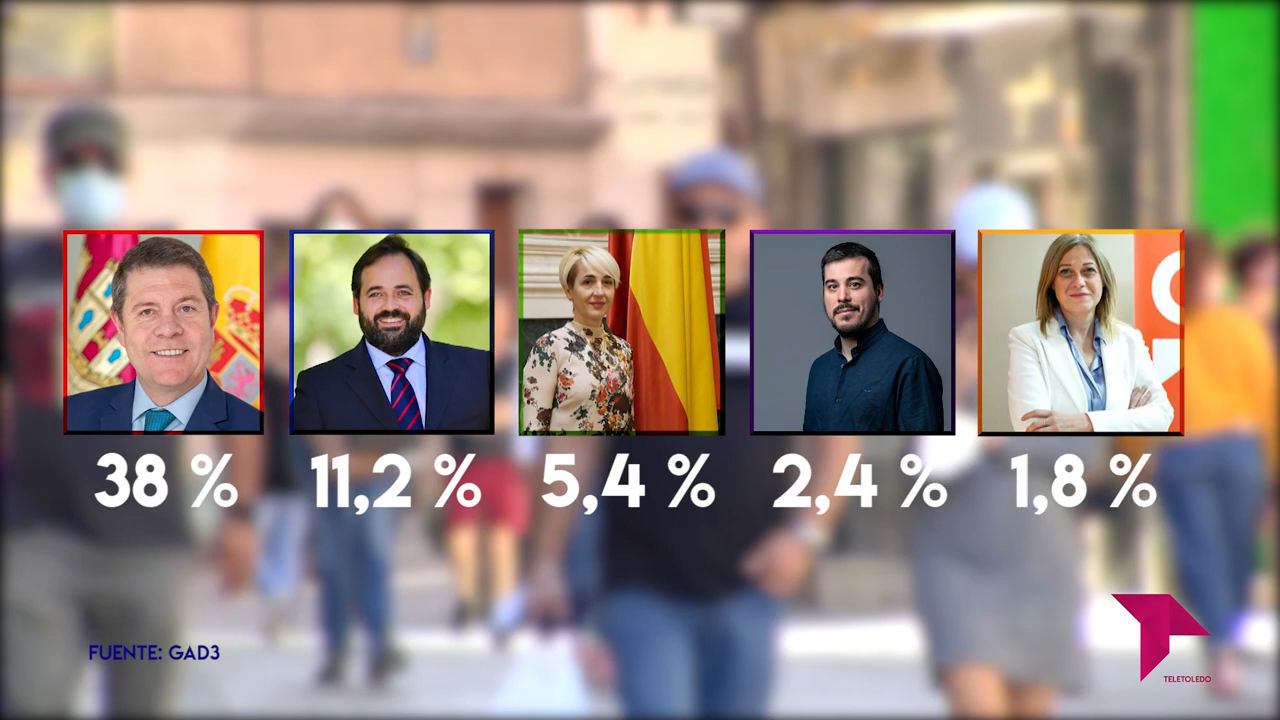 38 %
11,2 %
5,4 %
2,4 %
1,8 %
FUENTE: GAD3
TELETOLEDO